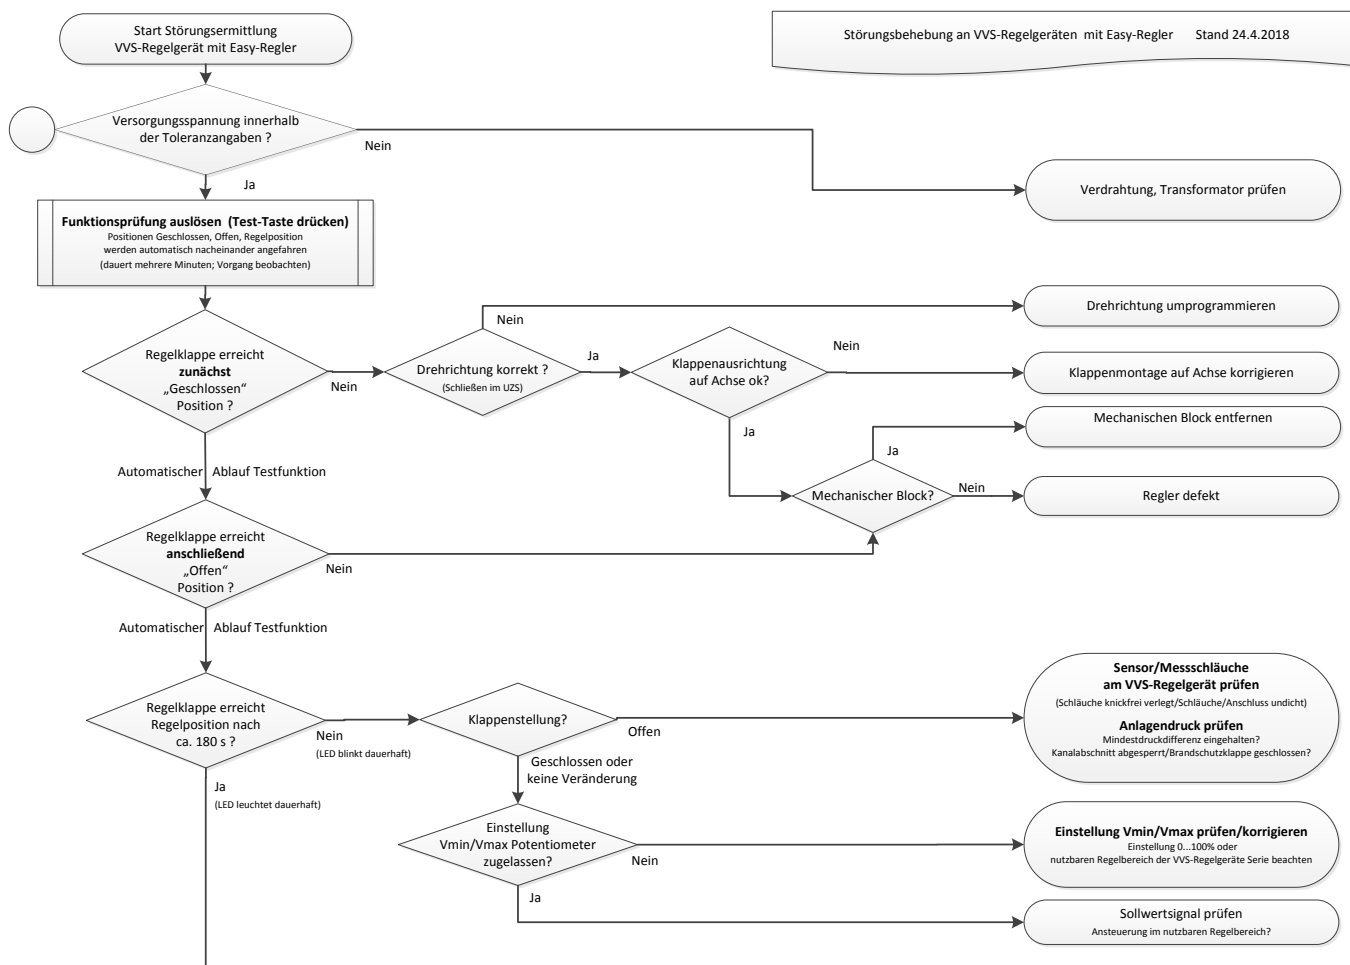 Start Störungsermittlung
VVS-Regelgerät mit Easy-Regler
Störungsbehebung an VVS-Regelgeräten mit Easy-Regler Stand 24.4.2018
Versorgungsspannung innerhalb
der Toleranzangaben ?
Nein
Ja
Verdrahtung, Transformator prüfen
Funktionsprüfung auslösen (Test-Taste drücken)
Positionen Geschlossen, Offen, Regelposition
werden automatisch nacheinander angefahren
(dauert mehrere Minuten; Vorgang beobachten)
Regelklappe erreicht
zunächst
„Geschlossen“
Position ?
Nein
Drehrichtung korrekt ?
(Schließen im UZS)
Nein
Drehrichtung umprogrammieren
Ja
Klappenausrichtung
auf Achse ok?
Nein
Klappenmontage auf Achse korrigieren
Ja
Mechanischer Block?
Ja
Mechanischen Block entfernen
Nein
Regler defekt
Automatischer Ablauf Testfunktion
Regelklappe erreicht
anschließend
„Offen“
Position ?
Nein
Automatischer Ablauf Testfunktion
Regelklappe erreicht
Regelposition nach
ca. 180 s ?
Nein
(LED blinkt dauerhaft)
Ja
(LED leuchtet dauerhaft)
Klappenstellung?
Offen
Sensor/Messschläuche
am VVS-Regelgerät prüfen
(Schläuche knickfrei verlegt/Schläuche/Anschluss undicht)
Anlagendruck prüfen
Mindestdruckdifferenz eingehalten?
Kanalabschnitt abgesperrt/Brandschutzklappe geschlossen?
Geschlossen oder
keine Veränderung
Einstellung
Vmin/Vmax Potentiometer
zugelassen?
Nein
Einstellung Vmin/Vmax prüfen/korrigieren
Einstellung 0...100% oder
nutzbaren Regelbereich der VVS-Regelgeräte Serie beachten
Ja
Sollwertsignal prüfen
Ansteuerung im nutzbaren Regelbereich?